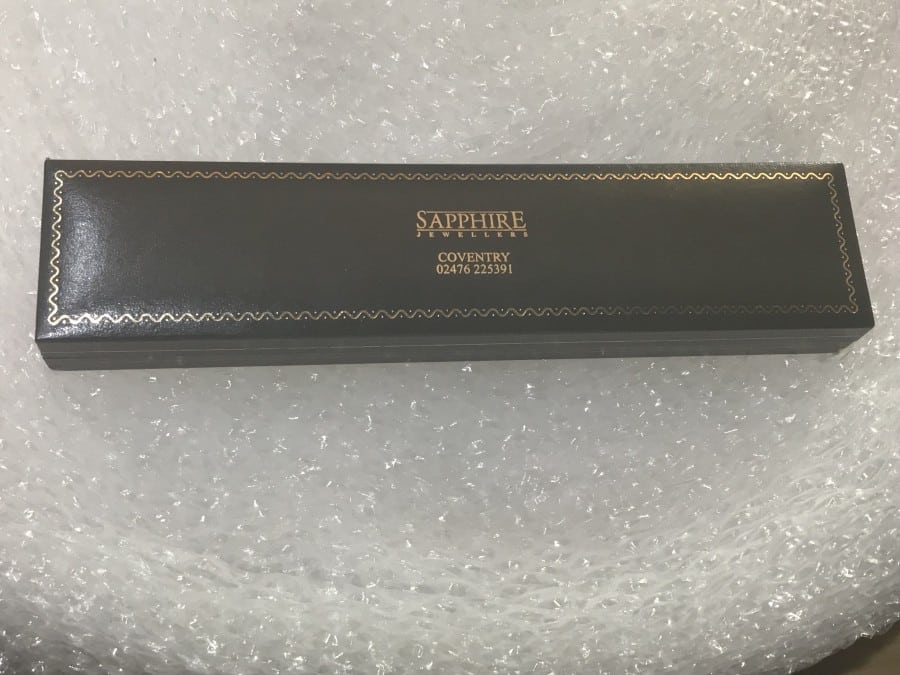 SAPPHIRE
JEWELLERS
COVENTRY
02476 225391